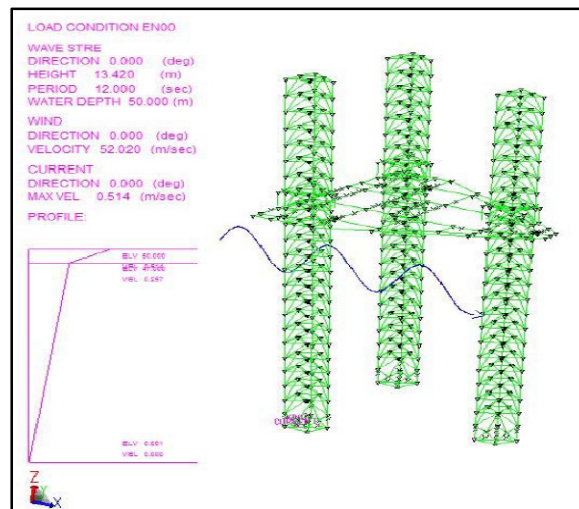 LOAD CONDITION EN00
WAVE STRE
DIRECTION 0.000 (deg)
HEIGHT 13.420 (m)
PERIOD 12.000 (sec)
WATER DEPTH 50.000 (m)
WIND
DIRECTION 0.000 (deg)
VELOCITY 52.020 (m/sec)
CURRENT
DIRECTION 0.000 (deg)
MAX VEL 0.514 (m/sec)
PROFILE:
ELV 50.000
VEL 0.257
ELV 0.001
VEL 0.000
Z
Y
X